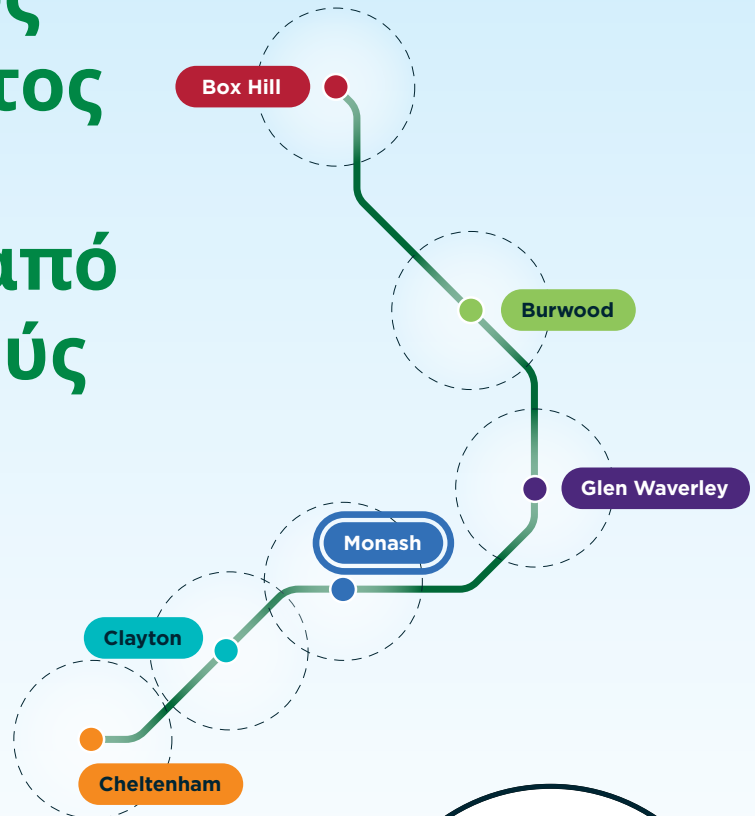 τος
από
ύς
Box Hill
Burwood
Glen Waverley
Monash
Clayton
Cheltenham